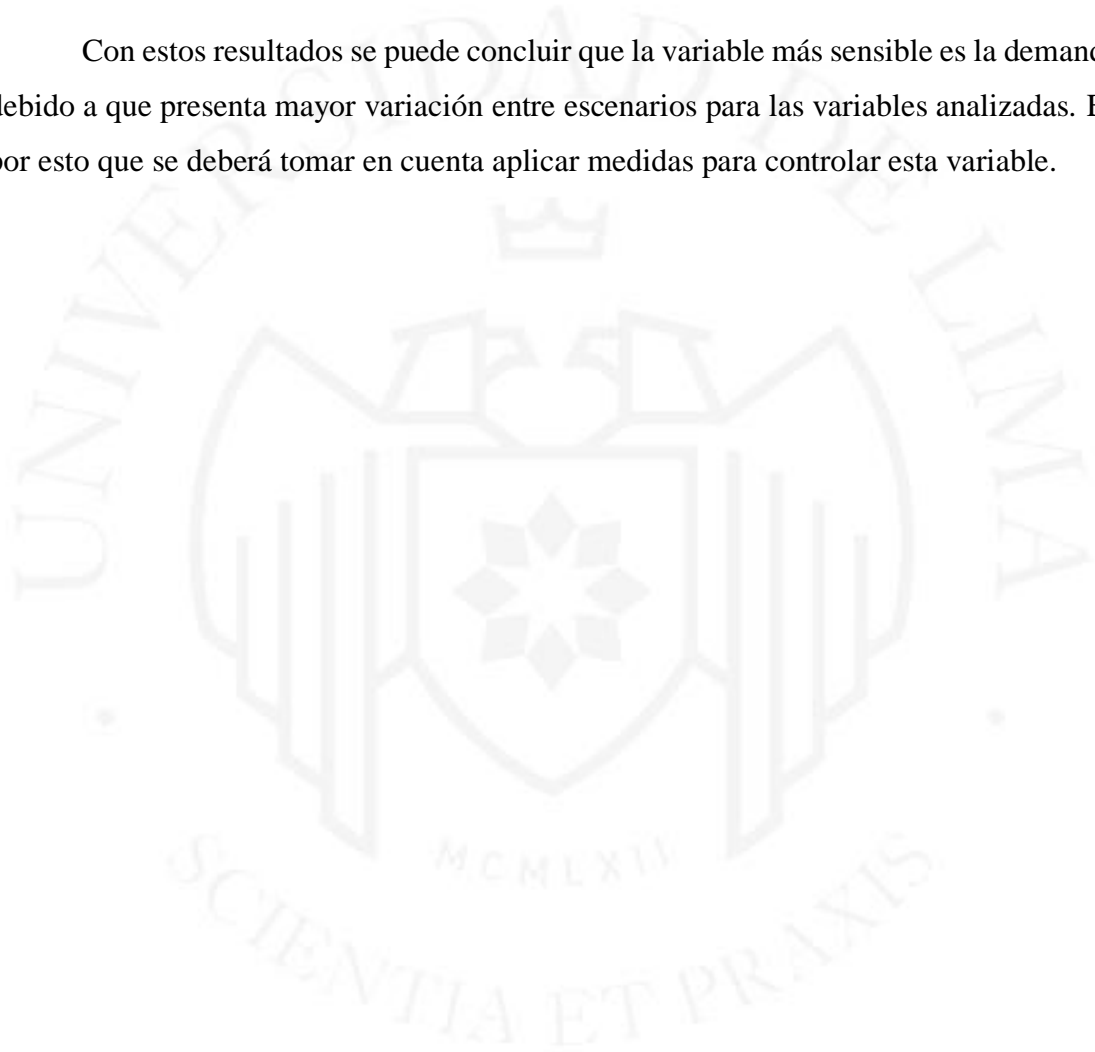 Con estos resultados se puede concluir que la variable más sensible es la demand
debido a que presenta mayor variación entre escenarios para las variables analizadas. E
por esto que se deberá tomar en cuenta aplicar medidas para controlar esta variable.
UNIVERSIDAD DE LIMA
MCMLXII
SCIENTIA ET PRAXIS